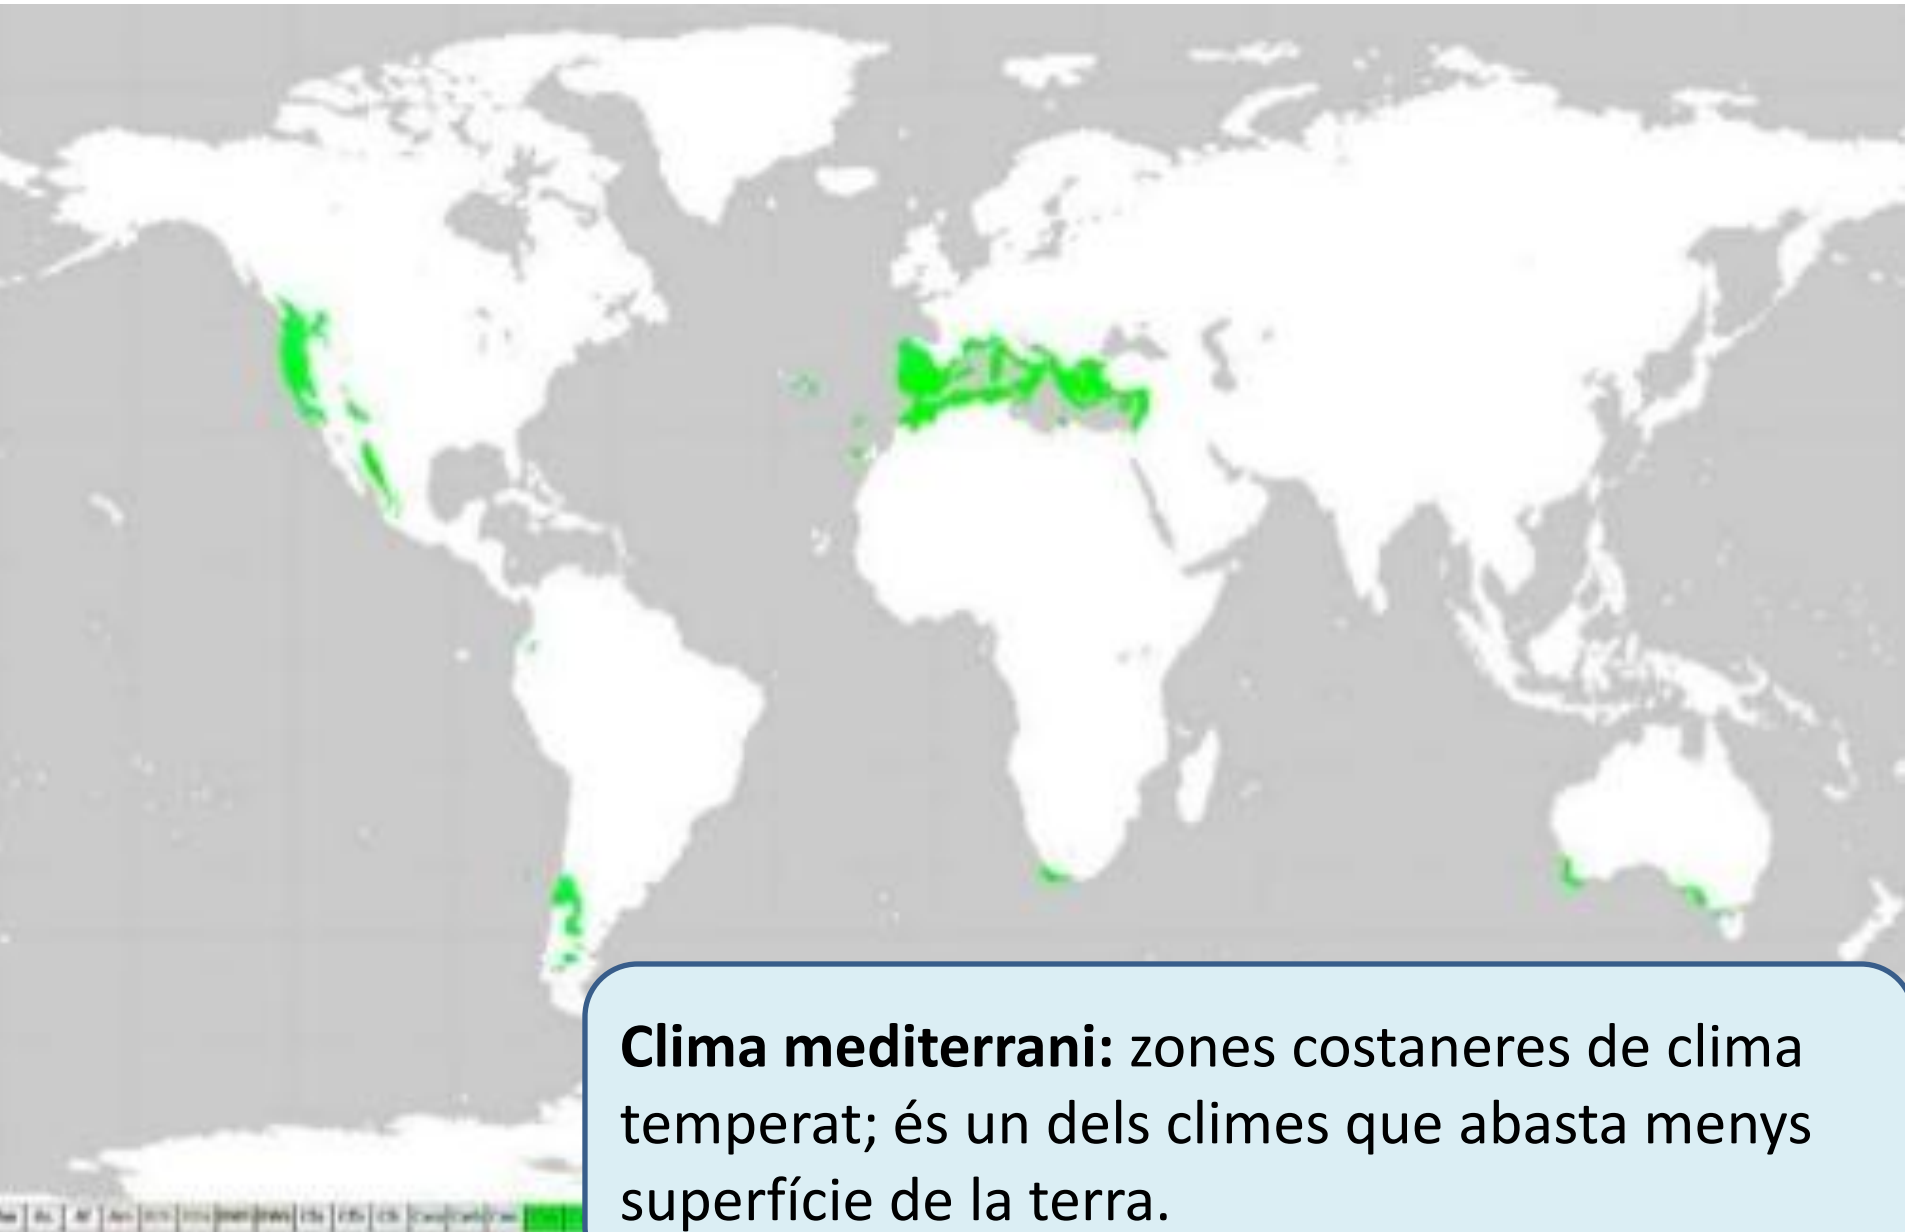 Clima mediterrani: zones costaneres de clima
temperat; és un dels climes que abasta menys
superfície de la terra.